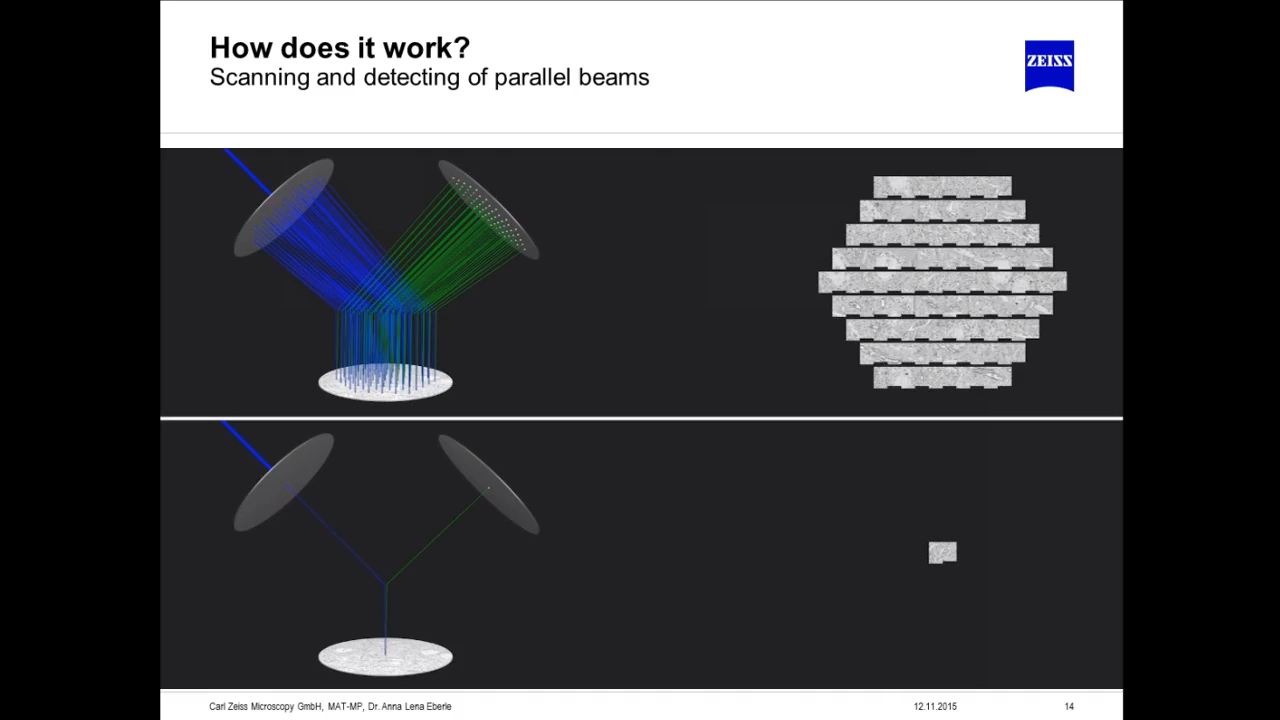 How does it work?
Scanning and detecting of parallel beams
ZEISS
Carl Zeiss Microscopy GmbH, MAT-MP, Dr. Anna Lena Eberle
12.11.2015
14